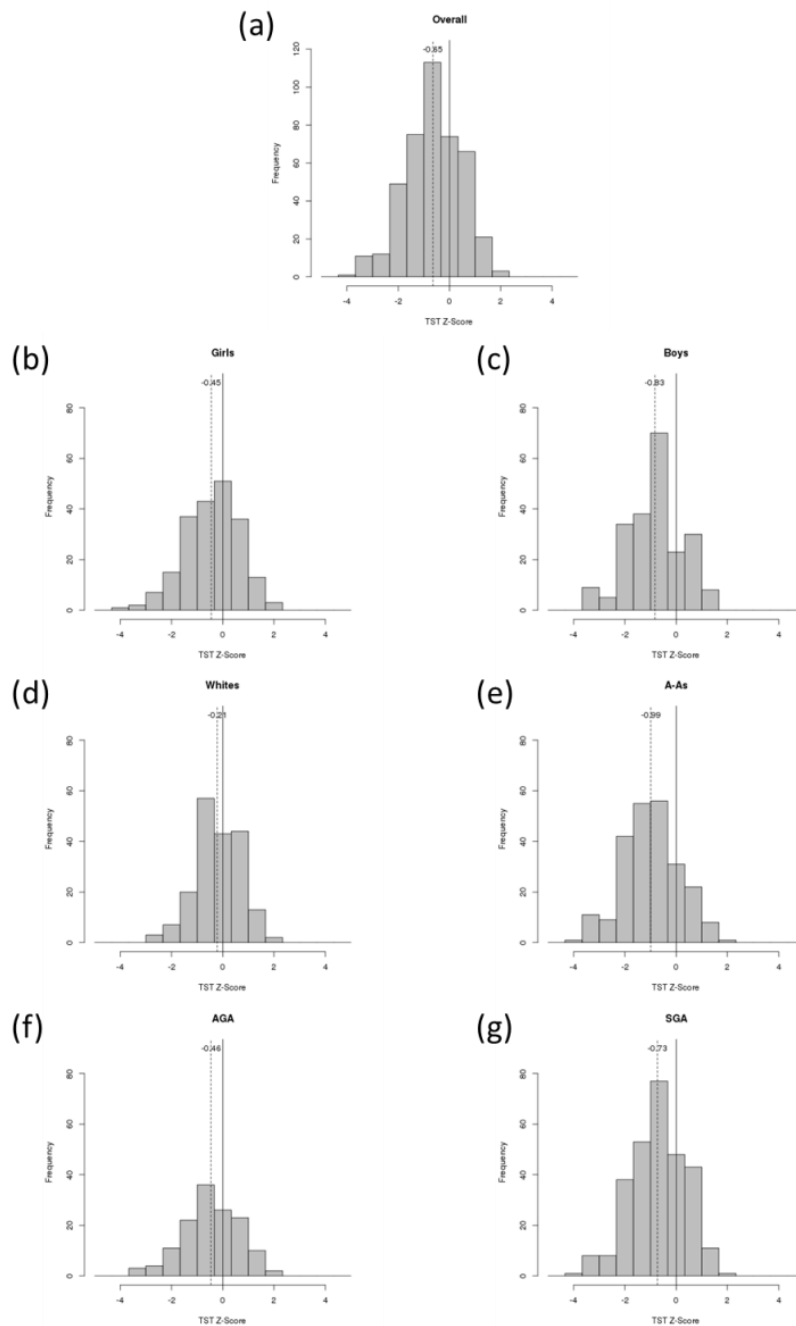 (a)
Overall
-0.65
Frequency
0 20 40 60 80 100 120
-4 -2 0 2 4
TST Z-Score
(b)
Girls
-0.45
Frequency
0 20 40 60 80
-4 -2 0 2 4
TST Z-Score
(c)
Boys
-0.83
Frequency
0 20 40 60 80
-4 -2 0 2 4
TST Z-Score
(d)
Whites
-0.21
Frequency
0 20 40 60 80
-4 -2 0 2 4
TST Z-Score
(e)
A-As
-0.99
Frequency
0 20 40 60 80
-4 -2 0 2 4
TST Z-Score
(f)
AGA
-0.46
Frequency
0 20 40 60 80
-4 -2 0 2 4
TST Z-Score
(g)
SGA
-0.73
Frequency
0 20 40 60 80
-4 -2 0 2 4
TST Z-Score